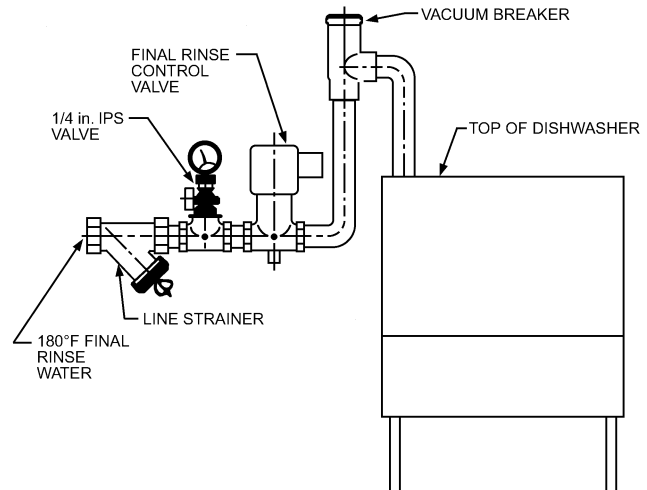 VACUUM BREAKER
FINAL RINSE
CONTROL
VALVE
1/4 in. IPS
VALVE
TOP OF DISHWASHER
LINE STRAINER
180°F FINAL
RINSE
WATER